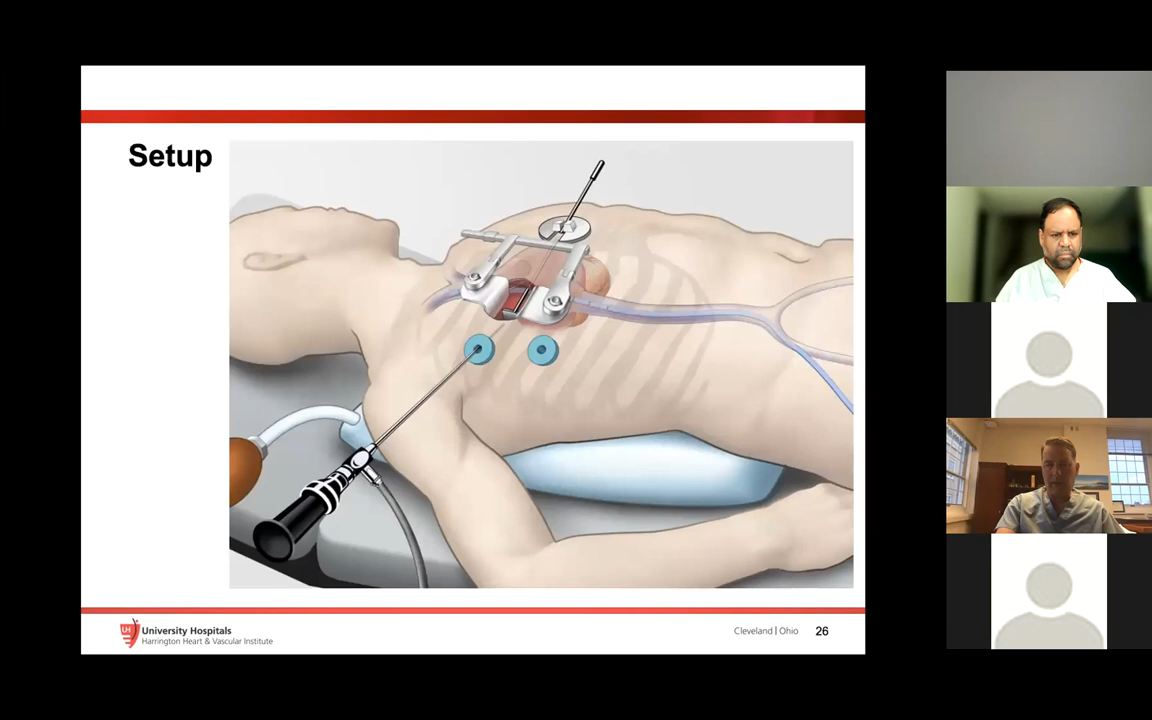 Setup
University Hospitals
Harrington Heart & Vascular Institute
Cleveland | Ohio
26